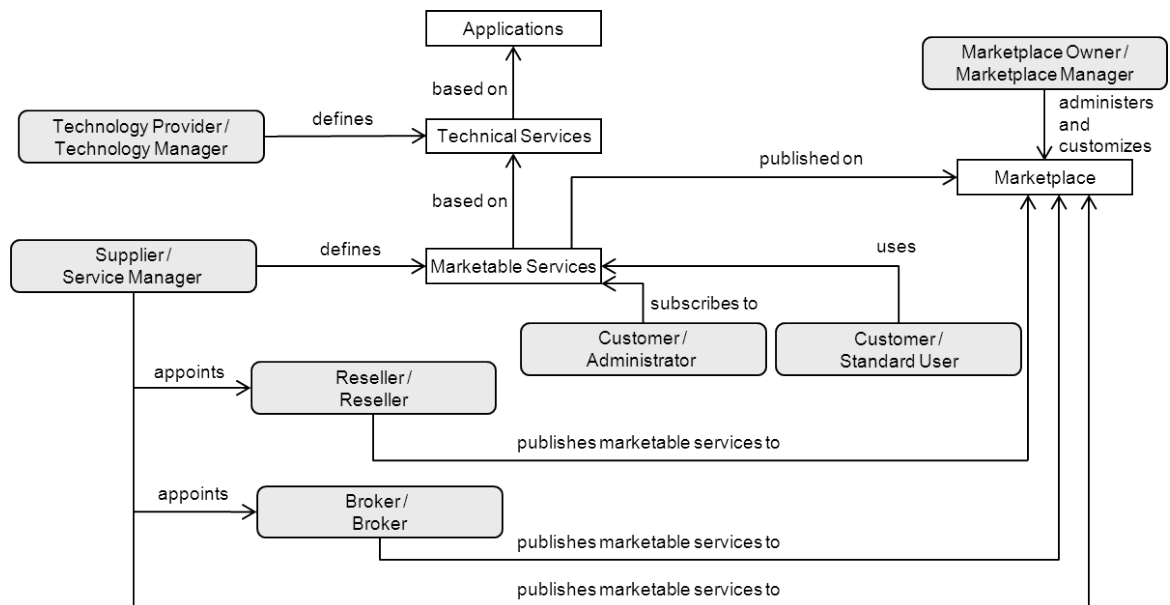 Applications
Marketplace Owner /
Marketplace Manager
based on
administers
and
customizes
Technology Provider /
Technology Manager
defines
Technical Services
published on
Marketplace
based on
Supplier /
Service Manager
defines
Marketable Services
uses
subscribes to
Customer /
Administrator
Customer /
Standard User
appoints
Reseller /
Reseller
publishes marketable services to
appoints
Broker /
Broker
publishes marketable services to
publishes marketable services to